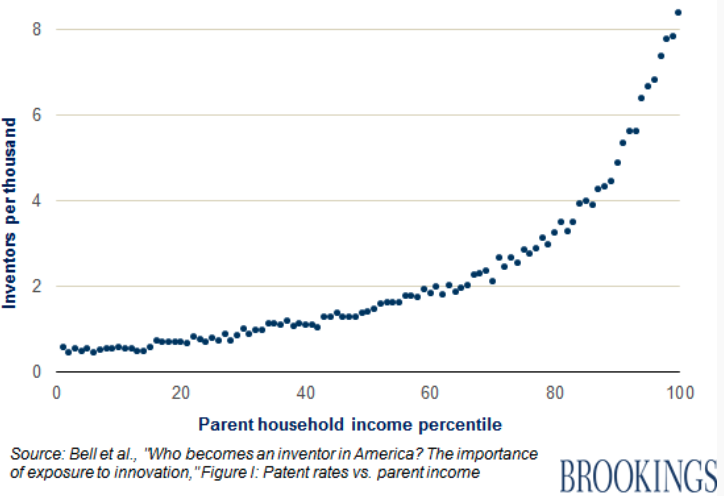 8
6
4
2
0
Inventors per thousand
0 20 40 60 80 100
Parent household income percentile
Source: Bell et al., "Who becomes an inventor in America? The importance
of exposure to innovation," Figure I: Patent rates vs. parent income
BROOKINGS